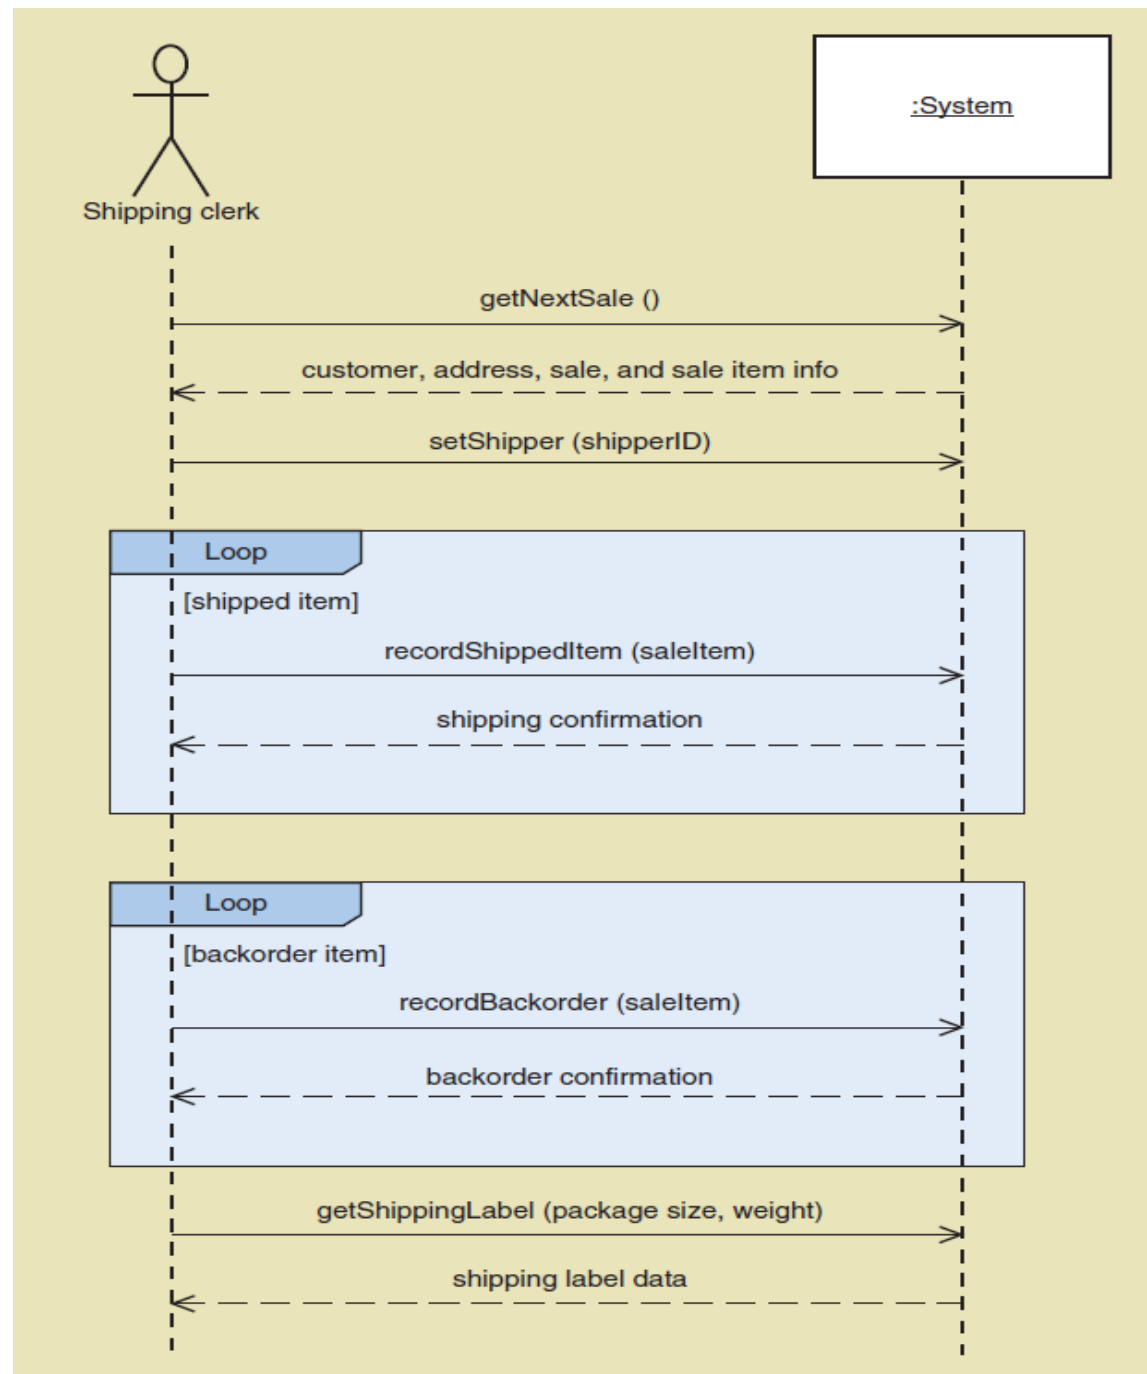 :System
Shipping clerk
getNextSale ()
customer, address, sale, and sale item info
setShipper (shipperID)
Loop
[shipped item]
recordShippedItem (saleItem)
shipping confirmation
Loop
[backorder item]
recordBackorder (saleItem)
backorder confirmation
getShippingLabel (package size, weight)
shipping label data